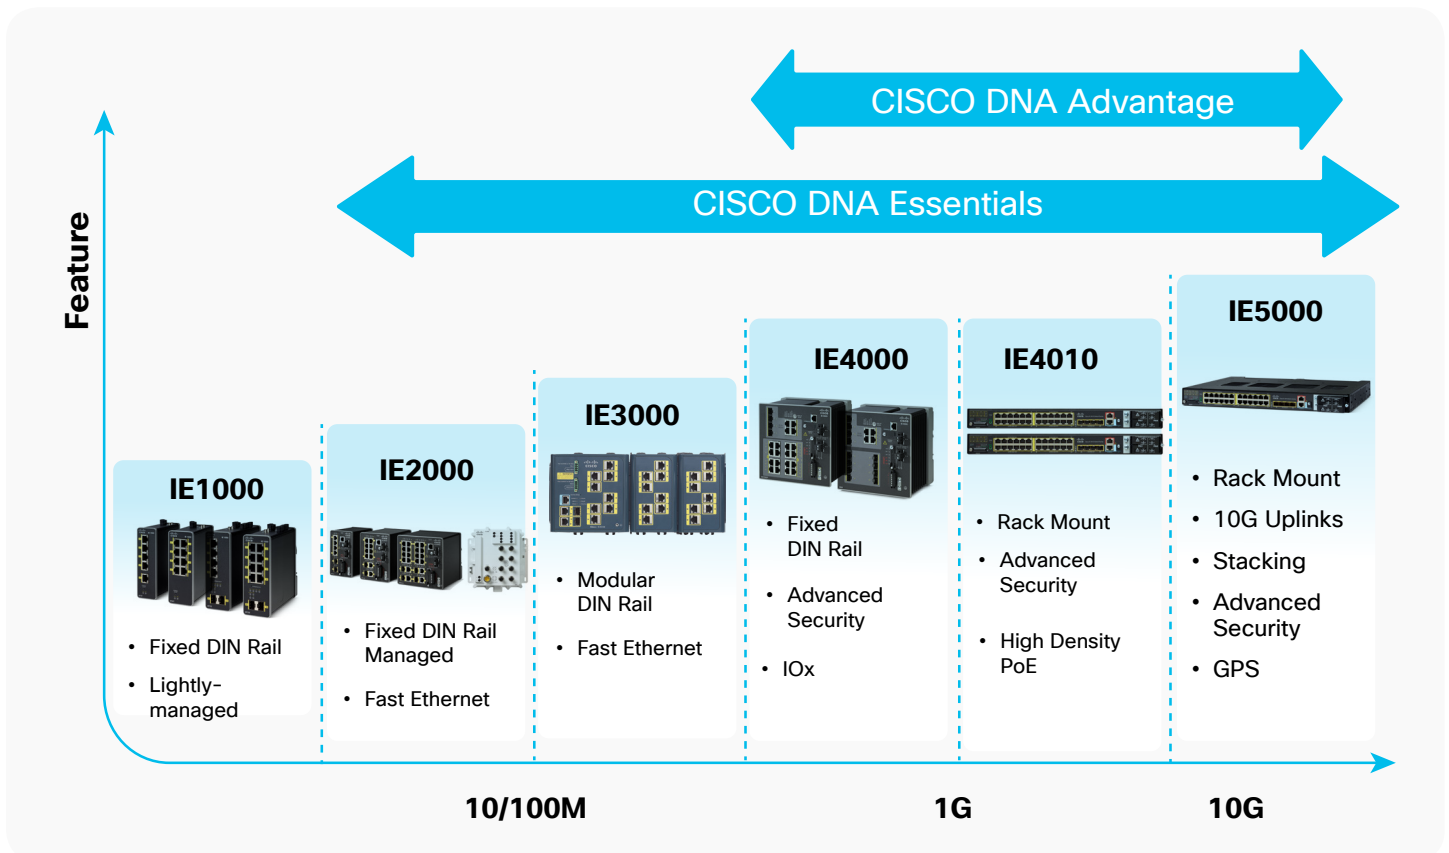 CISCO DNA Advantage
CISCO DNA Essentials
Feature
IE1000
• Fixed DIN Rail
• Lightly-
managed
IE2000
• Fixed DIN Rail
Managed
• Fast Ethernet
IE3000
• Modular
DIN Rail
• Fast Ethernet
IE4000
• Fixed
DIN Rail
• Advanced
Security
• IOx
IE4010
• Rack Mount
• Advanced
Security
• High Density
PoE
IE5000
• Rack Mount
• 10G Uplinks
• Stacking
• Advanced
Security
• GPS
10/100M
1G
10G